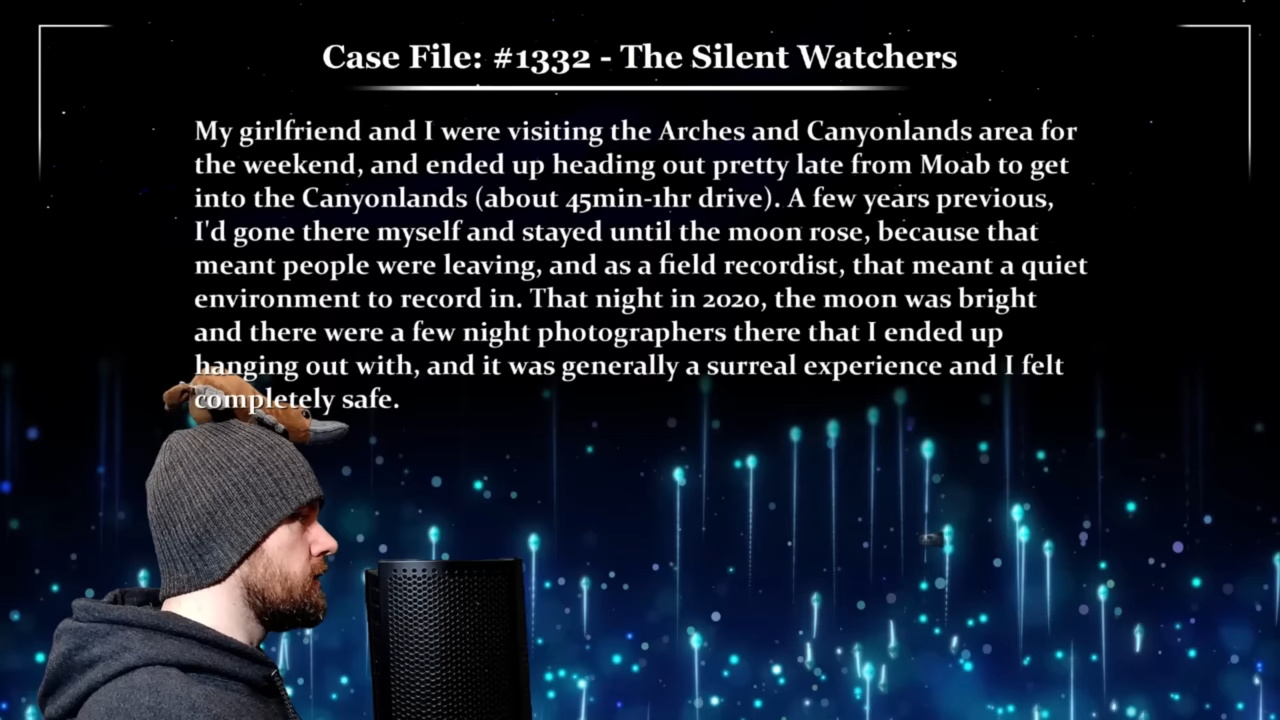 Case File: #1332 - The Silent Watchers
My girlfriend and I were visiting the Arches and Canyonlands area for
the weekend, and ended up heading out pretty late from Moab to get
into the Canyonlands (about 45min-1hr drive). A few years previous,
I'd gone there myself and stayed until the moon rose, because that
meant people were leaving, and as a field recordist, that meant a quiet
environment to record in. That night in 2020, the moon was bright
and there were a few night photographers there that I ended up
hanging out with, and it was generally a surreal experience and I felt
completely safe.